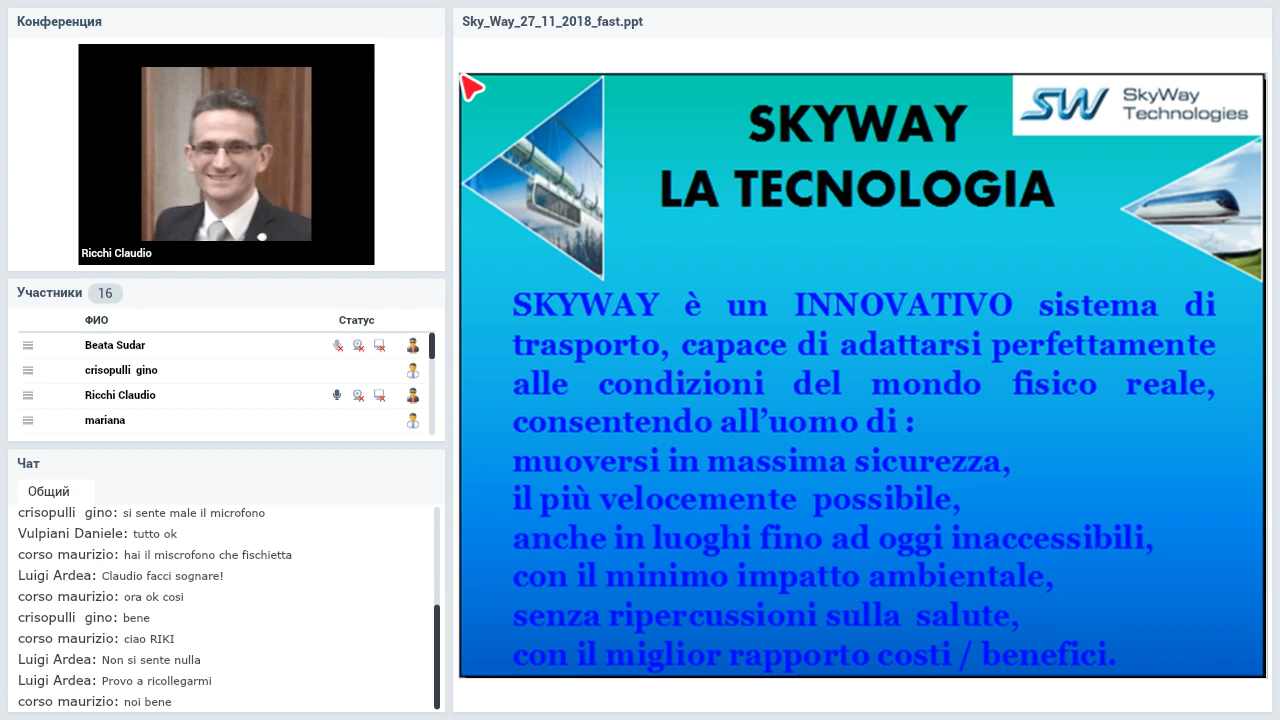 Конференция
Ricchi Claudio
Участники 16
ФИО Статус
Beata Sudar
crisopulli gino
Ricchi Claudio
mariana
Чат
Общий
crisopulli gino: si sente male il microfono
Vulpiani Daniele: tutto ok
corso maurizio: hai il miscrofono che fischietta
Luigi Ardea: Claudio facci sognare!
corso maurizio: ora ok cosi
crisopulli gino: bene
corso maurizio: ciao RIKI
Luigi Ardea: Non si sente nulla
Luigi Ardea: Provo a ricollegarmi
corso maurizio: noi bene
Sky_Way_27_11_2018_fast.ppt
SW SkyWay
Technologies
SKYWAY
LA TECNOLOGIA
SKYWAY è un INNOVATIVO sistema di
trasporto, capace di adattarsi perfettamente
alle condizioni del mondo fisico reale,
consentendo all’uomo di :
muoversi in massima sicurezza,
il più velocemente possibile,
anche in luoghi fino ad oggi inaccessibili,
con il minimo impatto ambientale,
senza ripercussioni sulla salute,
con il miglior rapporto costi / benefici.